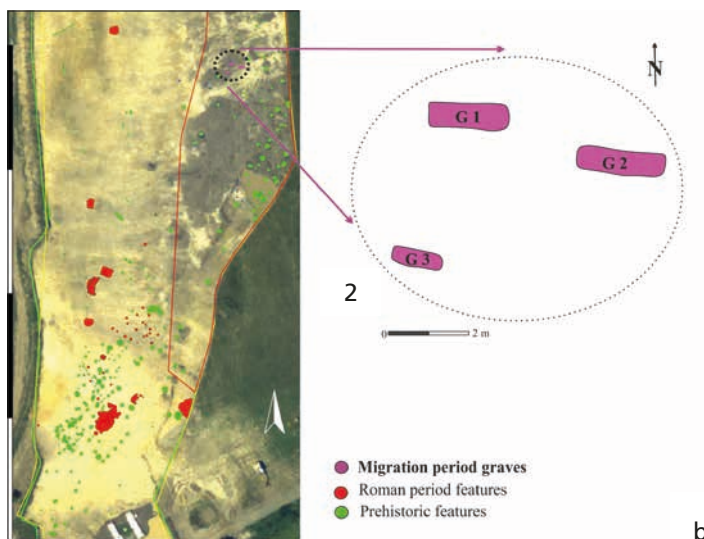 N
G 1
G 2
G 3
2
0 2 m
Migration period graves
Roman period features
Prehistoric features
b